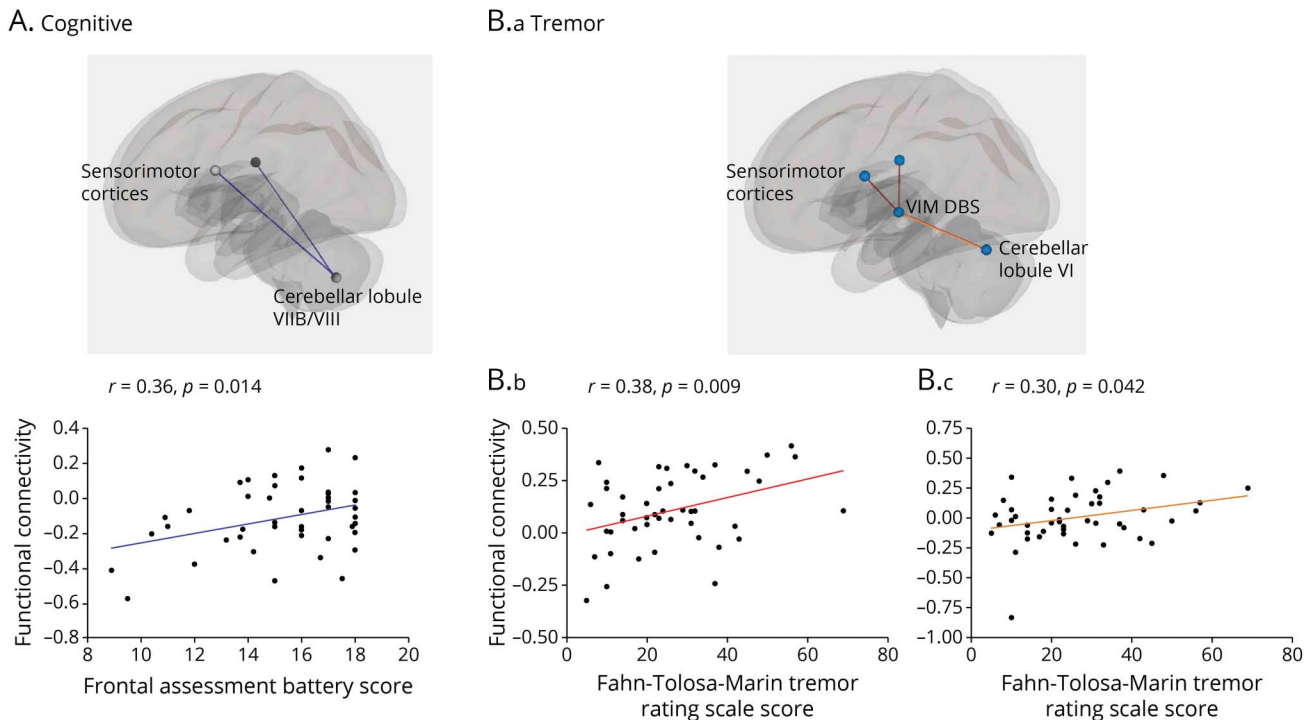 A. Cognitive
Sensorimotor
cortices
Cerebellar lobule
VIIB/VIII
r = 0.36, p = 0.014
Functional connectivity
0.4
0.2
0.0
−0.2
−0.4
−0.6
−0.8
8 10 12 14 16 18 20
Frontal assessment battery score
B.a Tremor
Sensorimotor
cortices
VIM DBS
Cerebellar
lobule VI
B.b
r = 0.38, p = 0.009
Functional connectivity
0.50
0.25
0.00
−0.25
−0.50
0 20 40 60 80
Fahn-Tolosa-Marin tremor
rating scale score
B.c
r = 0.30, p = 0.042
0.75
0.50
0.25
0.00
−0.25
−0.50
−0.75
−1.00
0 20 40 60 80
Fahn-Tolosa-Marin tremor
rating scale score